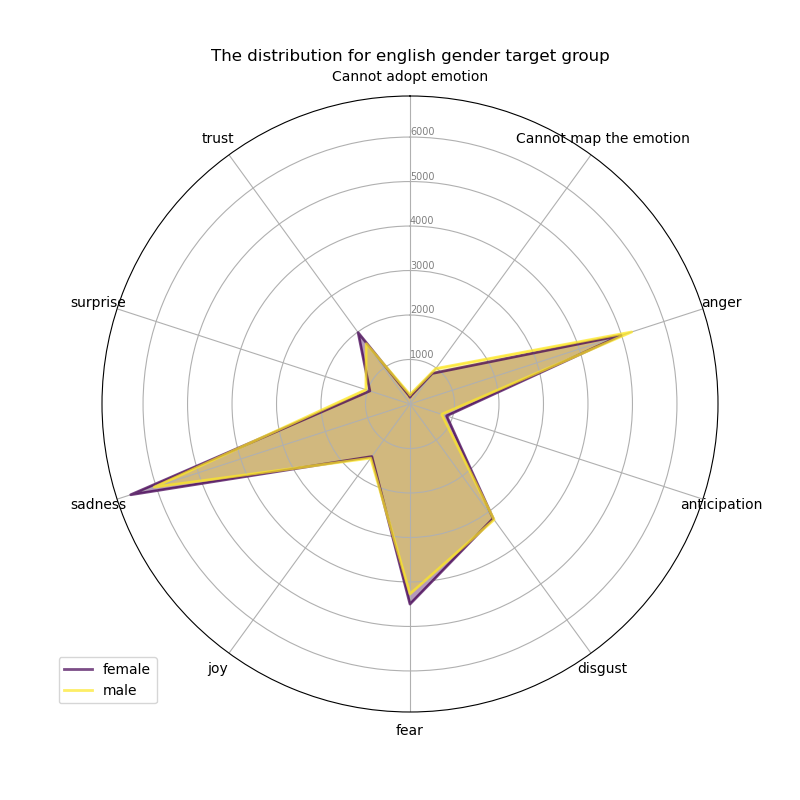 The distribution for english gender target group
Cannot adopt emotion
trust
Cannot map the emotion
6000
5000
4000
3000
2000
1000
surprise
anger
sadness
anticipation
joy
disgust
fear
female
male